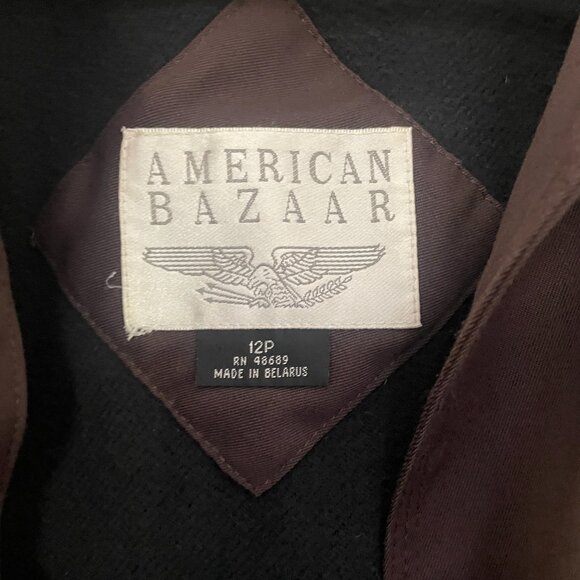 AMERICAN
BAZAAR
12P
RN 48689
MADE IN BELARUS